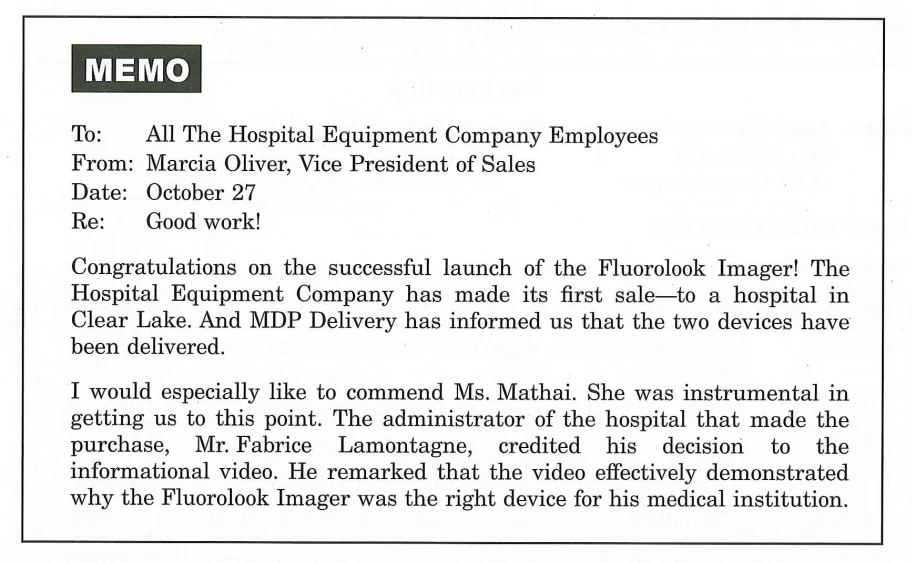 MEMO
To: All The Hospital Equipment Company Employees
From: Marcia Oliver, Vice President of Sales
Date: October 27
Re: Good work!
Congratulations on the successful launch of the Fluorolook Imager! The
Hospital Equipment Company has made its first sale—to a hospital in
Clear Lake. And MDP Delivery has informed us that the two devices have
been delivered.
I would especially like to commend Ms. Mathai. She was instrumental in
getting us to this point. The administrator of the hospital that made the
purchase, Mr. Fabrice Lamontagne, credited his decision to the
informational video. He remarked that the video effectively demonstrated
why the Fluorolook Imager was the right device for his medical institution.